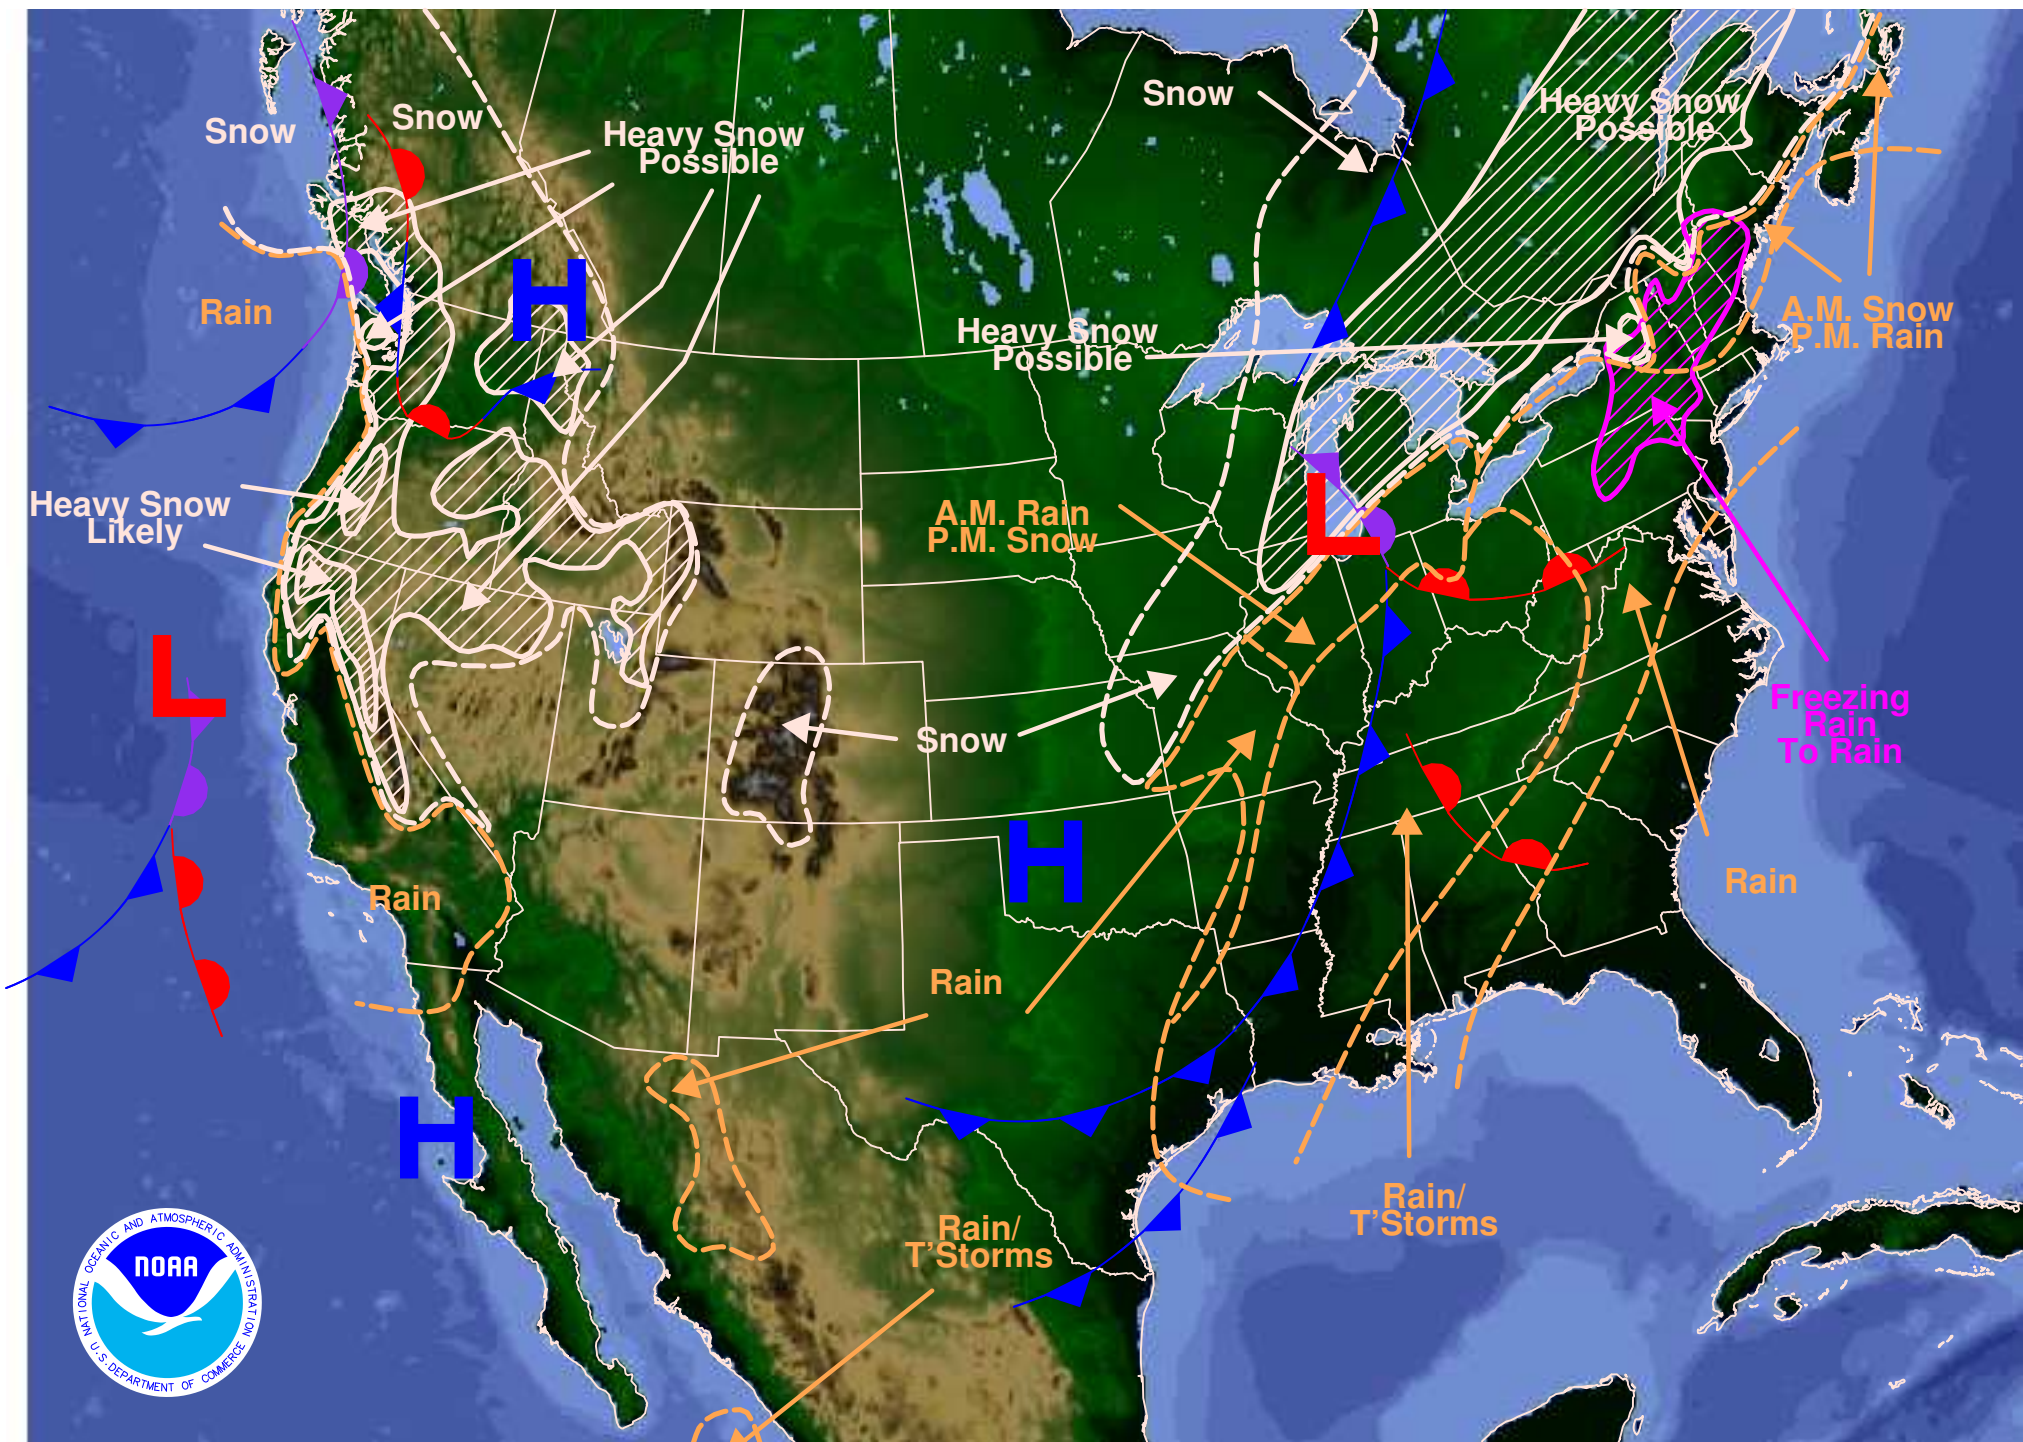 Snow
Snow
Heavy Snow
Possible
Snow
Heavy Snow
Possible
H
Rain
A.M. Snow
P.M. Rain
Heavy Snow
Possible
Heavy Snow
Likely
A.M. Rain
P.M. Snow
L
L
Freezing
Rain
To Rain
Snow
H
Rain
Rain
Rain
H
Rain/
T'Storms
Rain/
T'Storms
NATIONAL OCEANIC AND ATMOSPHERIC ADMINISTRATION
NOAA
U.S. DEPARTMENT OF COMMERCE